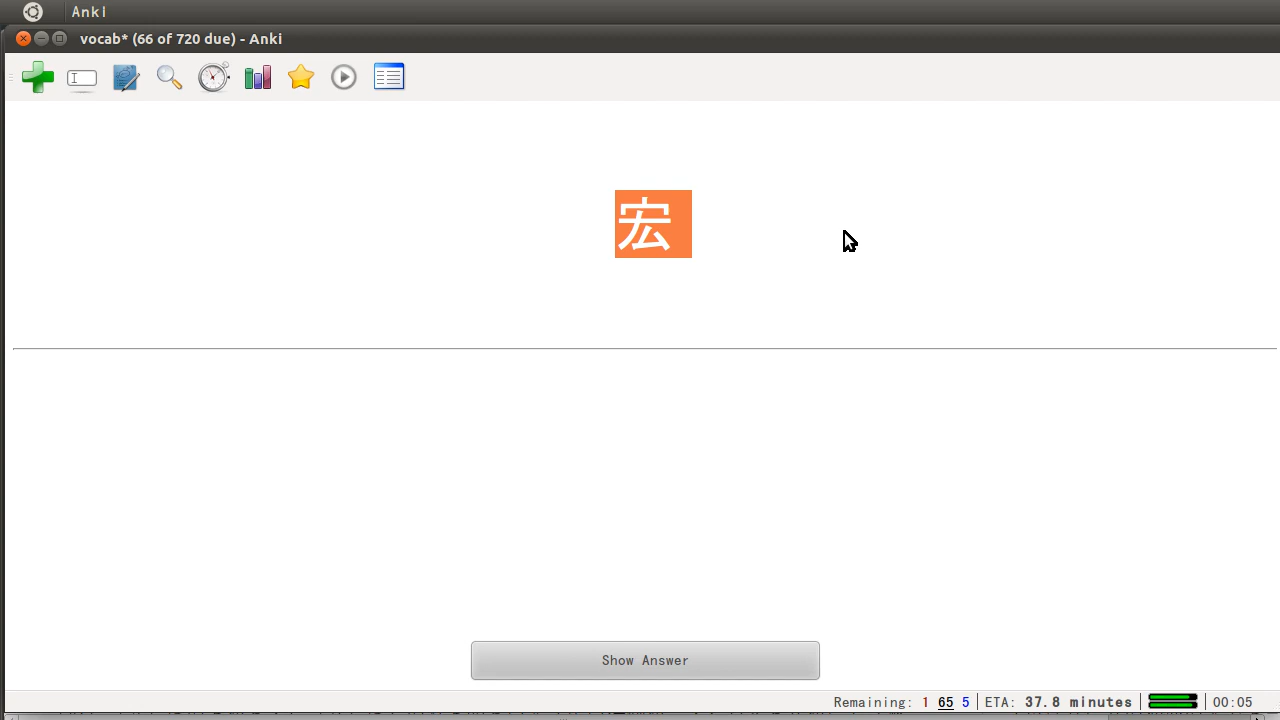 Anki
vocab* (66 of 720 due) - Anki
宏
Show Answer
Remaining: 1 65 5 ETA: 37.8 minutes 00:05